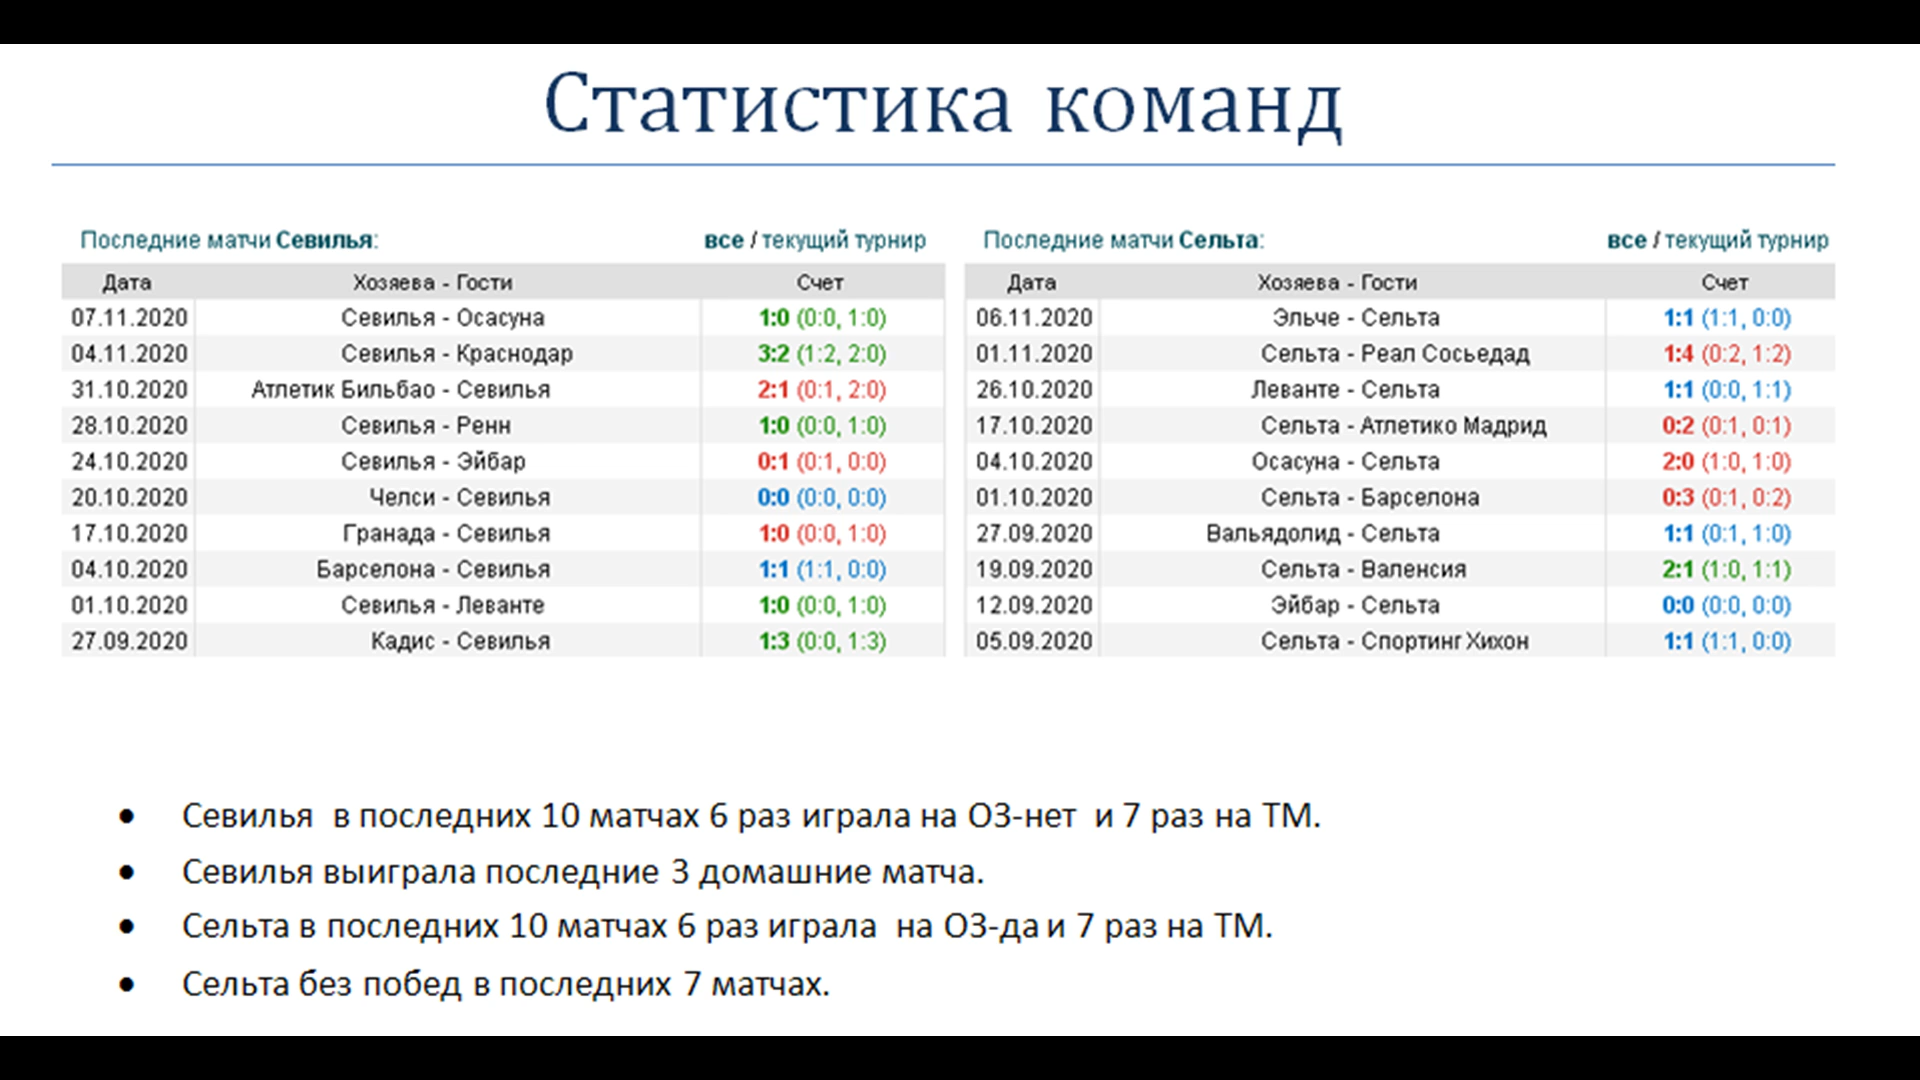 Статистика команд
Последние матчи Севилья: все / текущий турнир
Дата Хозяева - Гости Счет
07.11.2020 Севилья - Осасуна 1:0 (0:0, 1:0)
04.11.2020 Севилья - Краснодар 3:2 (1:2, 2:0)
31.10.2020 Атлетик Бильбао - Севилья 2:1 (0:1, 2:0)
28.10.2020 Севилья - Ренн 1:0 (0:0, 1:0)
24.10.2020 Севилья - Эйбар 0:1 (0:1, 0:0)
20.10.2020 Челси - Севилья 0:0 (0:0, 0:0)
17.10.2020 Гранада - Севилья 1:0 (0:0, 1:0)
04.10.2020 Барселона - Севилья 1:1 (1:1, 0:0)
01.10.2020 Севилья - Леванте 1:0 (0:0, 1:0)
27.09.2020 Кадис - Севилья 1:3 (0:0, 1:3)
Последние матчи Сельта: все / текущий турнир
Дата Хозяева - Гости Счет
06.11.2020 Эльче - Сельта 1:1 (1:1, 0:0)
01.11.2020 Сельта - Реал Сосьедад 1:4 (0:2, 1:2)
26.10.2020 Леванте - Сельта 1:1 (0:0, 1:1)
17.10.2020 Сельта - Атлетико Мадрид 0:2 (0:1, 0:1)
04.10.2020 Осасуна - Сельта 2:0 (1:0, 1:0)
01.10.2020 Сельта - Барселона 0:3 (0:1, 0:2)
27.09.2020 Вальядолид - Сельта 1:1 (0:1, 1:0)
19.09.2020 Сельта - Валенсия 2:1 (1:0, 1:1)
12.09.2020 Эйбар - Сельта 0:0 (0:0, 0:0)
05.09.2020 Сельта - Спортинг Хихон 1:1 (1:1, 0:0)
• Севилья в последних 10 матчах 6 раз играла на ОЗ-нет и 7 раз на ТМ.
• Севилья выиграла последние 3 домашние матча.
• Сельта в последних 10 матчах 6 раз играла на ОЗ-да и 7 раз на ТМ.
• Сельта без побед в последних 7 матчах.